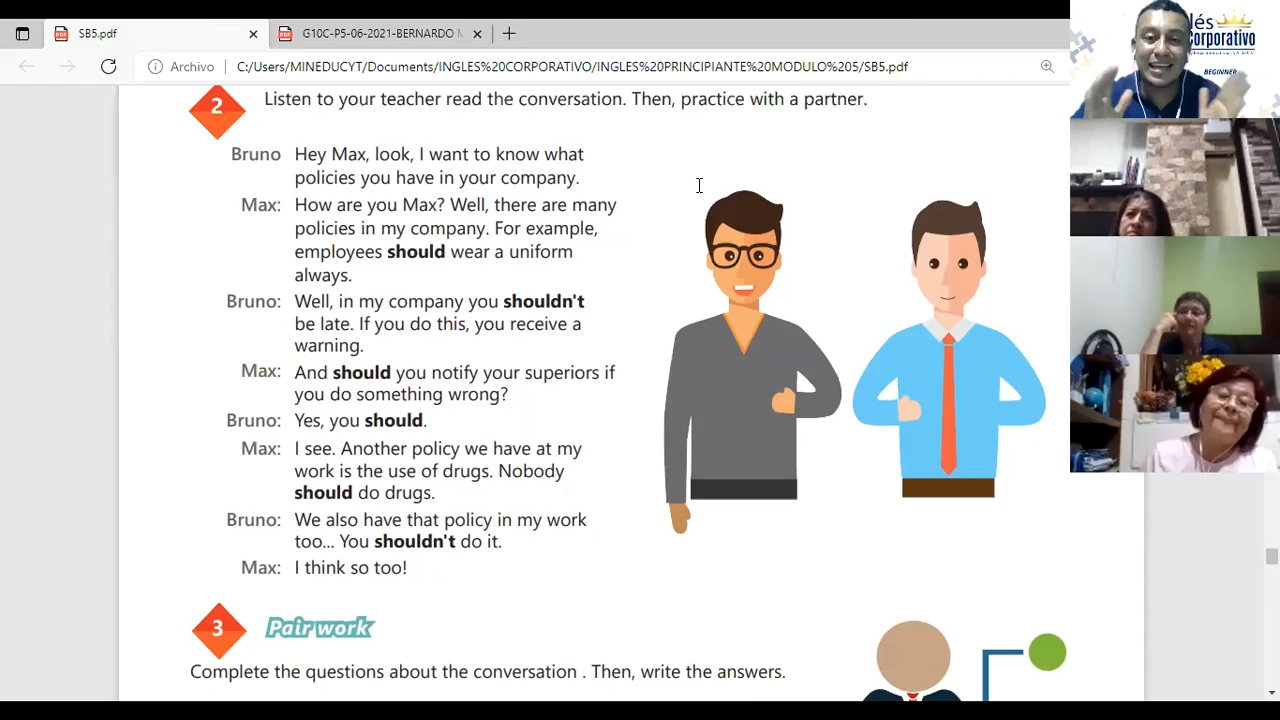 SB5.pdf
G10C-P5-06-2021-BERNARDO
Archivo C:/Users/MINEDUCYT/Documents/INGLES%20CORPORATIVO/INGLES%20PRINCIPIANTE%20MODULO%205/SB5.pdf
lés
Corporativo
BEGINNER
2 Listen to your teacher read the conversation. Then, practice with a partner.
Bruno Hey Max, look, I want to know what
policies you have in your company.
Max: How are you Max? Well, there are many
policies in my company. For example,
employees should wear a uniform
always.
Bruno: Well, in my company you shouldn't
be late. If you do this, you receive a
warning.
Max: And should you notify your superiors if
you do something wrong?
Bruno: Yes, you should.
Max: I see. Another policy we have at my
work is the use of drugs. Nobody
should do drugs.
Bruno: We also have that policy in my work
too... You shouldn't do it.
Max: I think so too!
3 Pair work
Complete the questions about the conversation . Then, write the answers.